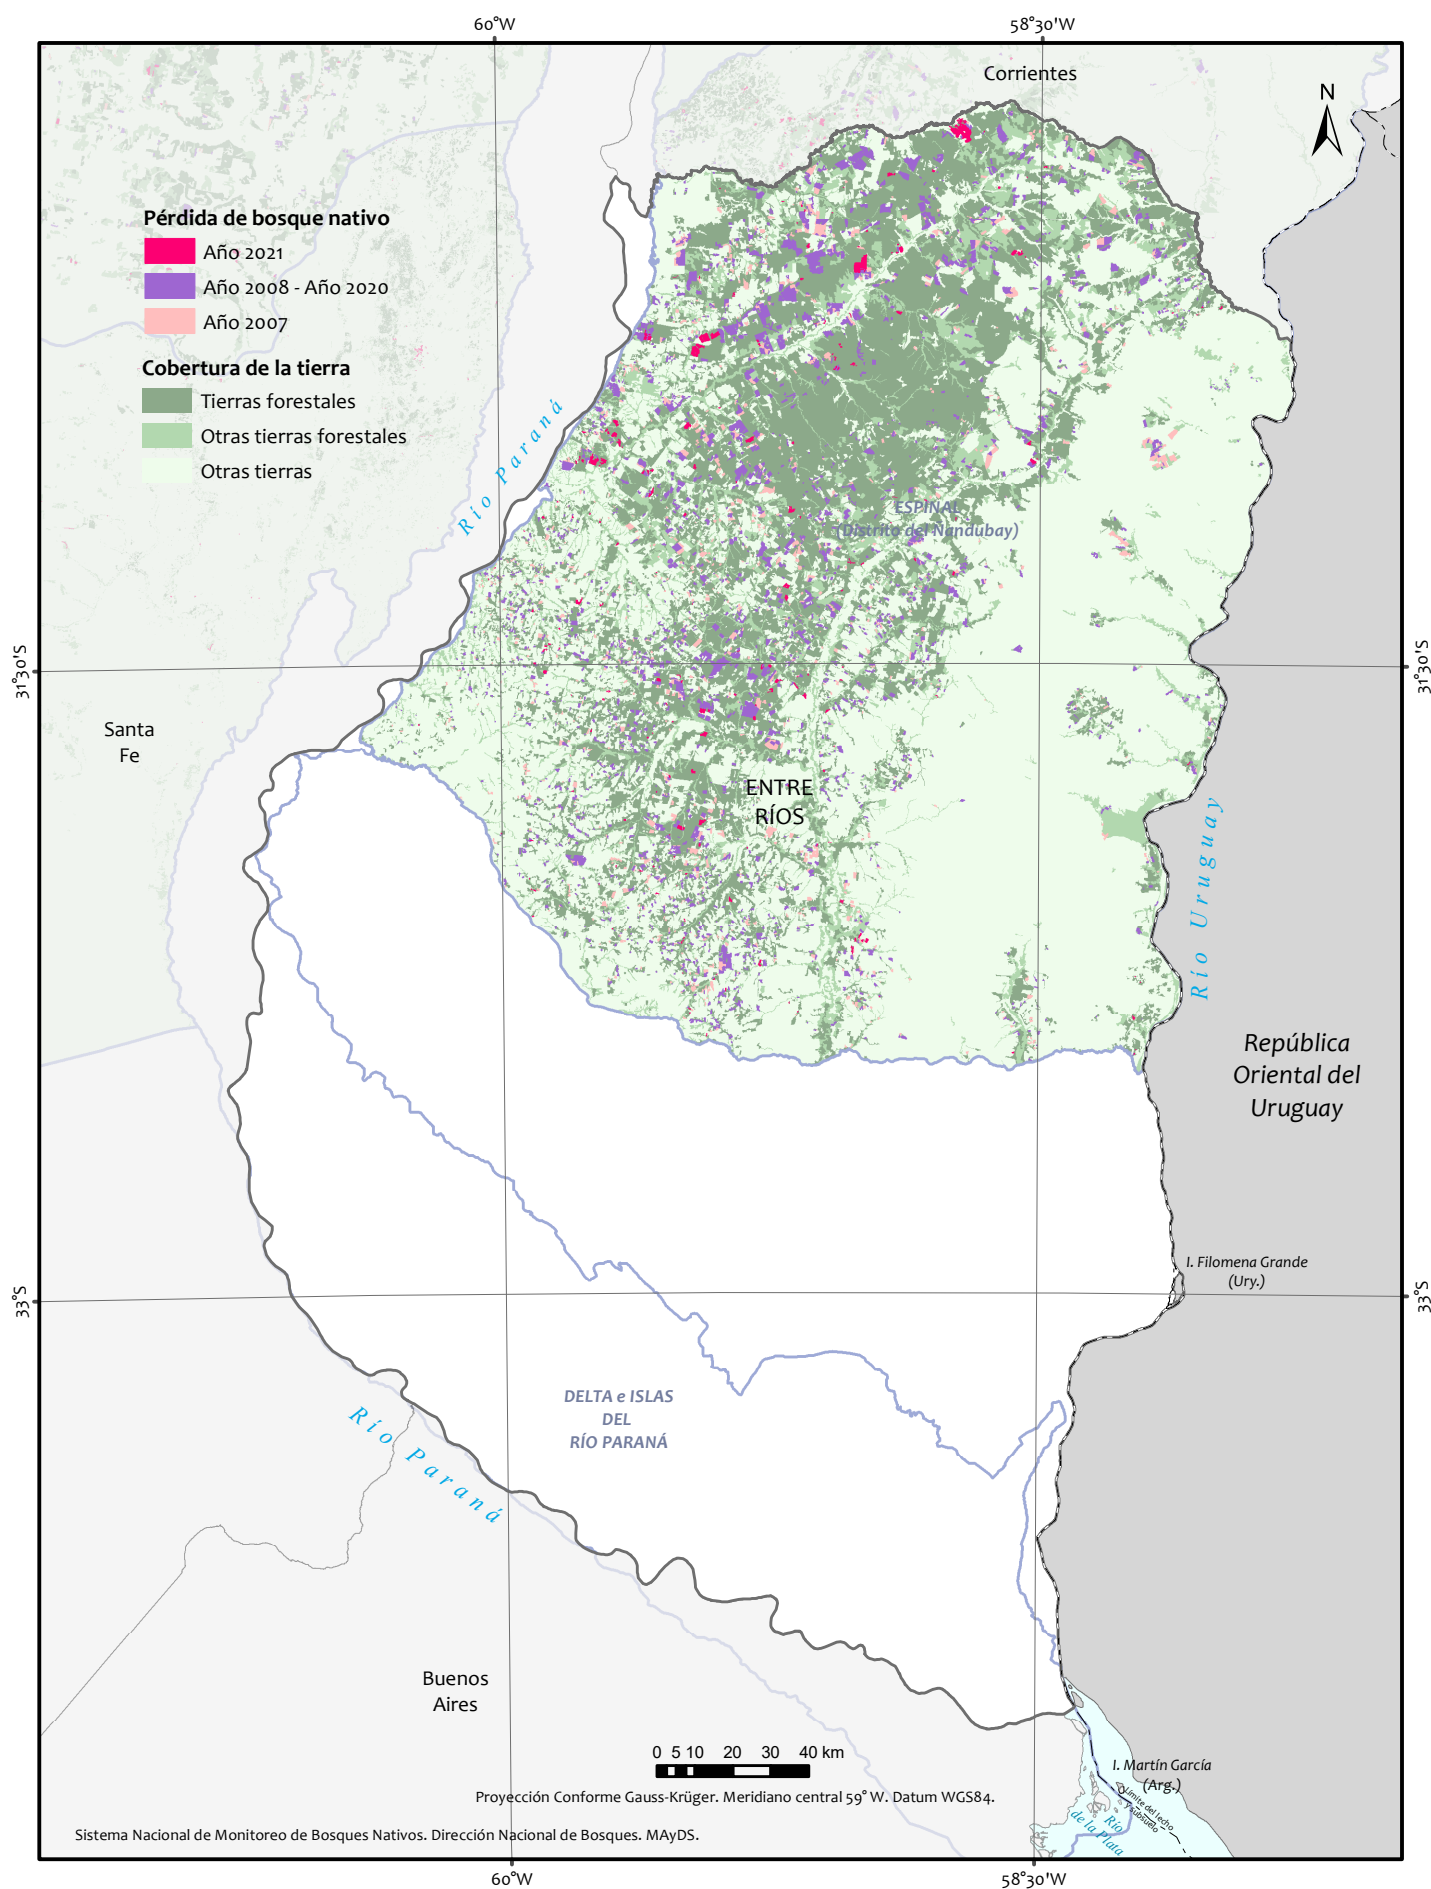 60°W
58°30'W
Corrientes
N
Pérdida de bosque nativo
Año 2021
Año 2008 - Año 2020
Año 2007
Cobertura de la tierra
Tierras forestales
Otras tierras forestales
Otras tierras
Río Paraná
ESPINAL
(Distrito del Ñandubay)
31°30'S
31°30'S
Santa
Fe
ENTRE
RÍOS
Río Uruguay
República
Oriental del
Uruguay
I. Filomena Grande
(Ury.)
33°S
33°S
DELTA e ISLAS
DEL
RÍO PARANÁ
Río Paraná
Buenos
Aires
0 5 10 20 30 40 km
I. Martín García
(Arg.)
Límite del lecho
y subsuelo
Río
de la Plata
Proyección Conforme Gauss-Krüger. Meridiano central 59° W. Datum WGS84.
Sistema Nacional de Monitoreo de Bosques Nativos. Dirección Nacional de Bosques. MAyDS.
60°W
58°30'W